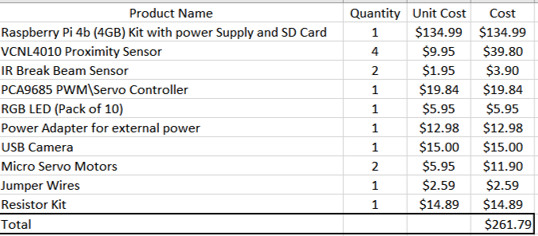 Product Name Quantity Unit Cost Cost
Raspberry Pi 4b (4GB) Kit with power Supply and SD Card 1 $134.99 $134.99
VCNL4010 Proximity Sensor 4 $9.95 $39.80
IR Break Beam Sensor 2 $1.95 $3.90
PCA9685 PWM\Servo Controller 1 $19.84 $19.84
RGB LED (Pack of 10) 1 $5.95 $5.95
Power Adapter for external power 1 $12.98 $12.98
USB Camera 1 $15.00 $15.00
Micro Servo Motors 2 $5.95 $11.90
Jumper Wires 1 $2.59 $2.59
Resistor Kit 1 $14.89 $14.89
Total $261.79